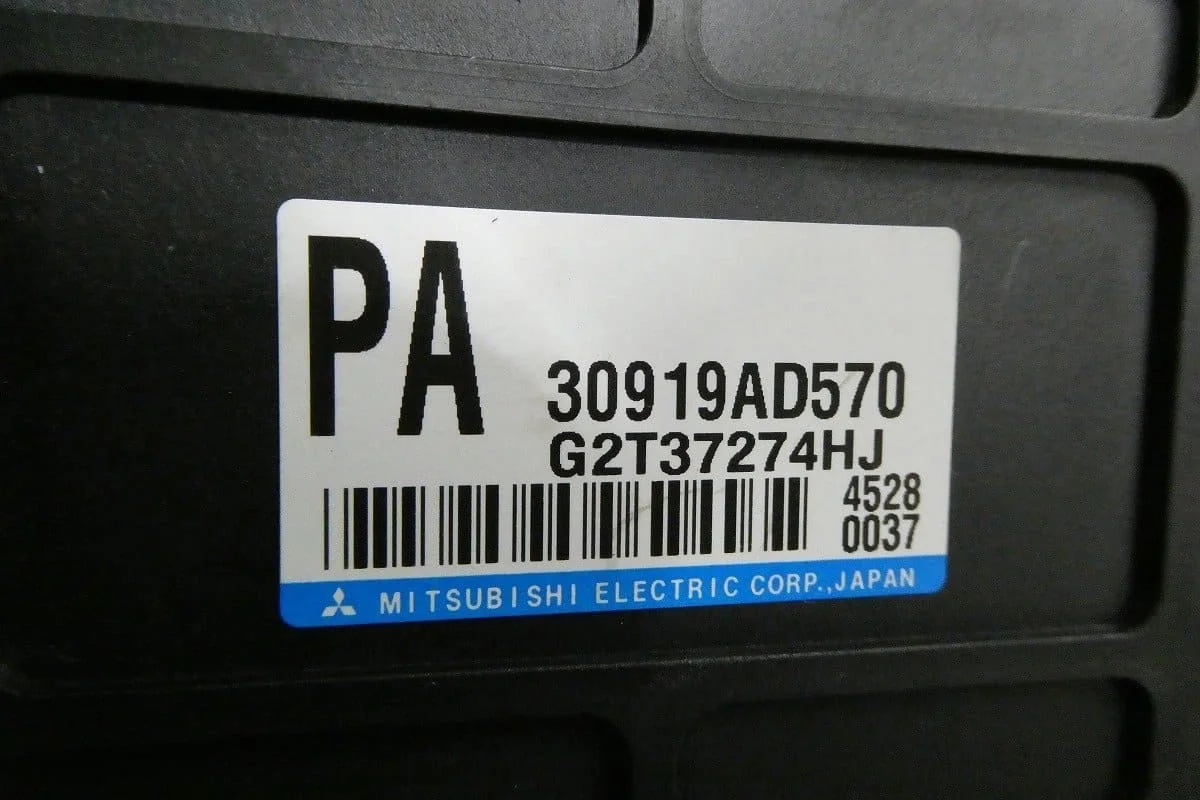 PA
30919AD570
G2T37274HJ
4528
0037
MITSUBISHI ELECTRIC CORP.,JAPAN